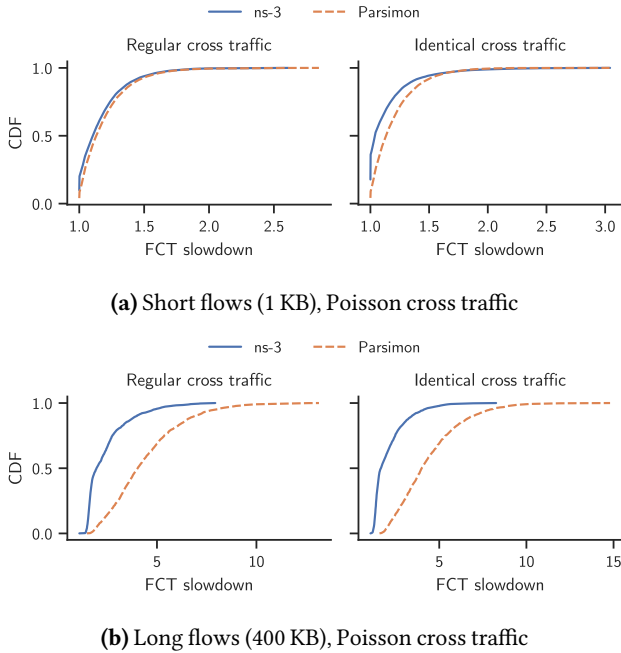 ns-3 Parsimon
Regular cross traffic Identical cross traffic
1.0
0.5
0.0
CDF
1.0 1.5 2.0 2.5 1.0 1.5 2.0 2.5 3.0
FCT slowdown FCT slowdown
(a) Short flows (1 KB), Poisson cross traffic
ns-3 Parsimon
Regular cross traffic Identical cross traffic
1.0
0.5
0.0
CDF
5 10 5 10 15
FCT slowdown FCT slowdown
(b) Long flows (400 KB), Poisson cross traffic